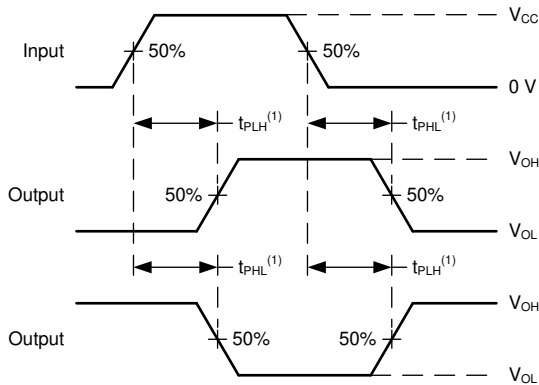 V_CC
Input 50% 50%
0 V
t_PLH^(1) t_PHL^(1)
V_OH
Output 50% 50%
V_OL
t_PHL^(1) t_PLH^(1)
V_OH
Output 50% 50%
V_OL